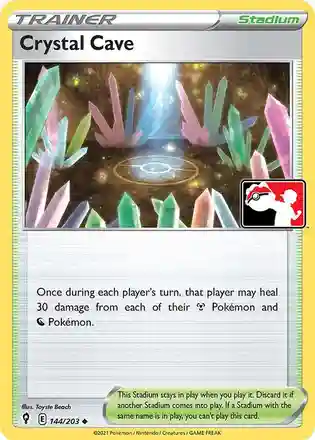 TRAINER Stadium
Crystal Cave
Once during each player's turn, that player may heal
30 damage from each of their Pokémon and
Pokémon.
This Stadium stays in play when you play it. Discard it if
another Stadium comes into play. If a Stadium with the
same name is in play, you can't play this card.
Illus. Toyste Beach
E 144/203
©2021 Pokémon / Nintendo / Creatures / GAME FREAK